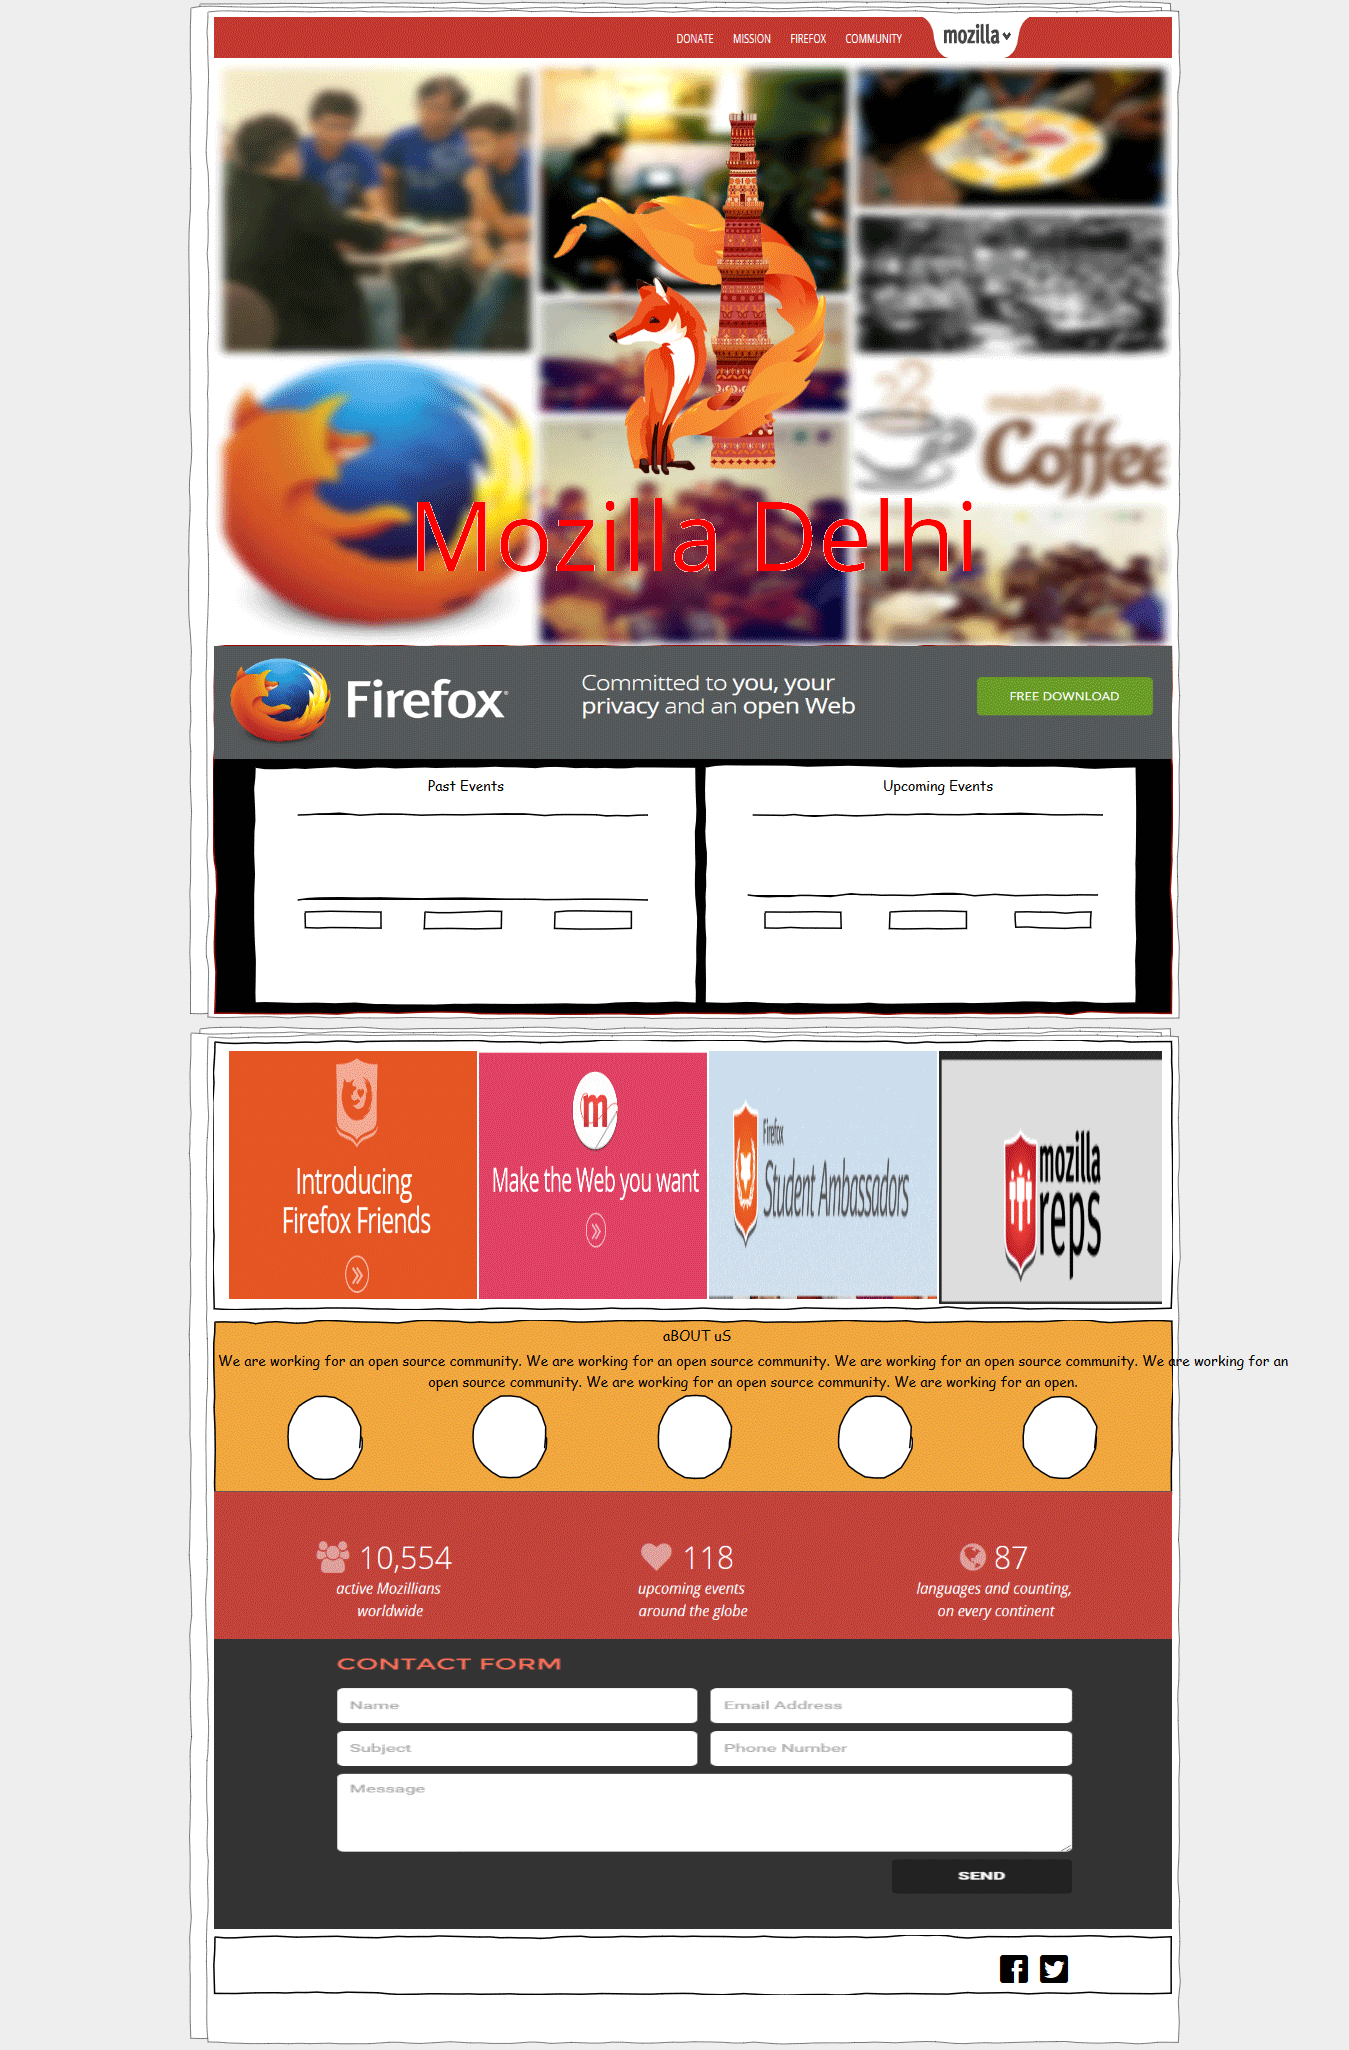 DONATE MISSION FIREFOX COMMUNITY mozilla
mozilla
Coffee
Mozilla Delhi
Firefox
Committed to you, your
privacy and an open Web
FREE DOWNLOAD
Past Events
Upcoming Events
Introducing
Firefox Friends
m
Make the Web you want
Firefox
Student Ambassadors
mozilla
reps
aBOUT uS
We are working for an open source community. We are working for an open source community. We are working for an open source community. We are working for an
open source community. We are working for an open source community. We are working for an open.
10,554
active Mozillians
worldwide
118
upcoming events
around the globe
87
languages and counting,
on every continent
CONTACT FORM
Name
Email Address
Subject
Phone Number
Message
SEND